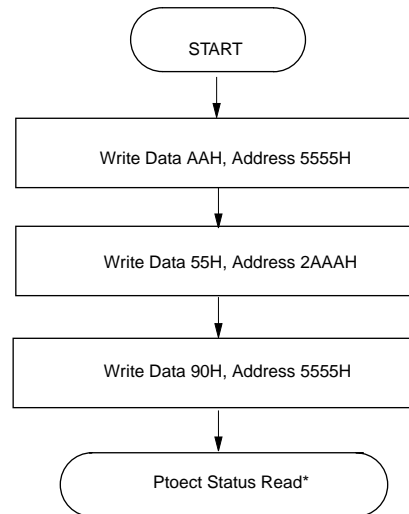 START
Write Data AAH, Address 5555H
Write Data 55H, Address 2AAAH
Write Data 90H, Address 5555H
Ptoect Status Read*